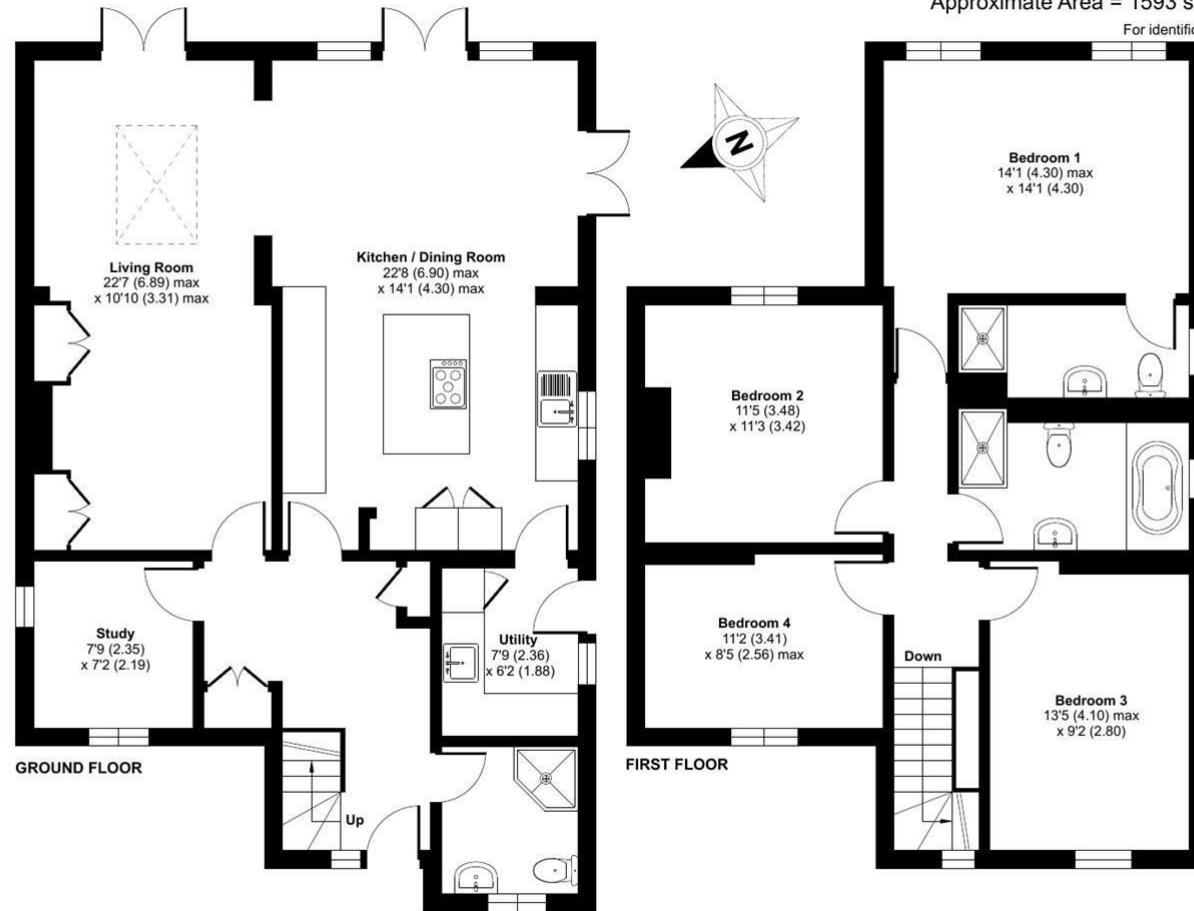 Approximate Area = 1593 s
For identific
Living Room
22'7 (6.89) max
x 10'10 (3.31) max
Kitchen / Dining Room
22'8 (6.90) max
x 14'1 (4.30) max
N
Bedroom 1
14'1 (4.30) max
x 14'1 (4.30)
Bedroom 2
11'5 (3.48)
x 11'3 (3.42)
Study
7'9 (2.35)
x 7'2 (2.19)
Utility
7'9 (2.36)
x 6'2 (1.88)
Bedroom 4
11'2 (3.41)
x 8'5 (2.56) max
Down
Bedroom 3
13'5 (4.10) max
x 9'2 (2.80)
GROUND FLOOR
Up
FIRST FLOOR